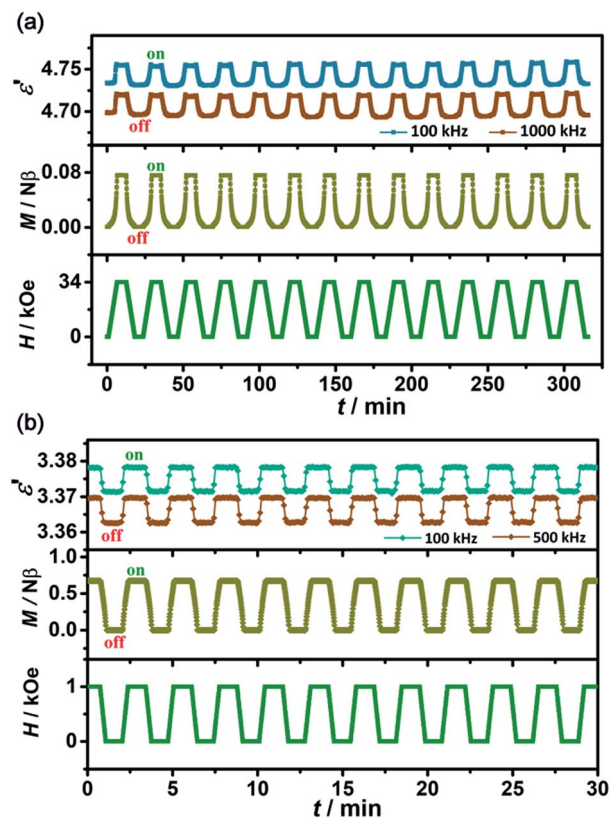 (a)
on
4.75
ε'
4.70
off
100 kHz 1000 kHz
on
0.08
M / Nβ
0.00
off
34
H / kOe
0
0 50 100 150 200 250 300
t / min
(b)
3.38
on
ε'
3.37
3.36
off
100 kHz 500 kHz
1.0
on
M / Nβ
0.5
0.0
off
1
H / kOe
0
0 5 10 15 20 25 30
t / min